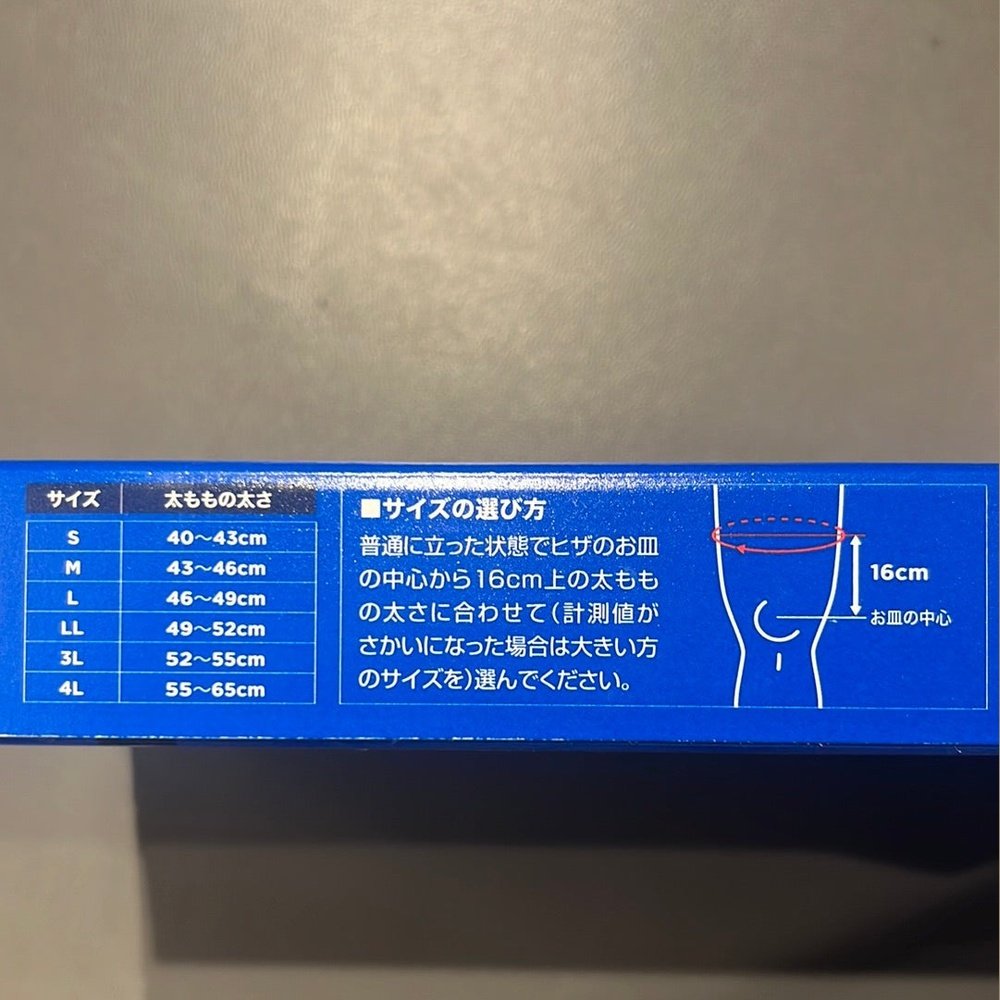 サイズ 太ももの太さ
S 40～43cm
M 43～46cm
L 46～49cm
LL 49～52cm
3L 52～55cm
4L 55～65cm
■サイズの選び方
普通に立った状態でヒザのお皿
の中心から16cm上の太もも
の太さに合わせて(計測値が
さかいになった場合は大きい方
のサイズを)選んでください。
16cm
お皿の中心